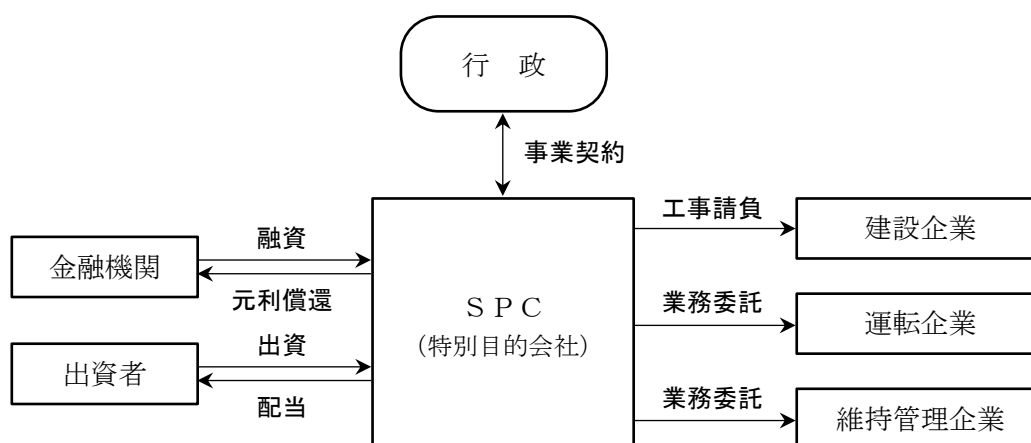 行　政
事業契約
工事請負
建設企業
融資
金融機関
元利償還
ＳＰＣ
（特別目的会社）
業務委託
運転企業
出資
出資者
配当
業務委託
維持管理企業